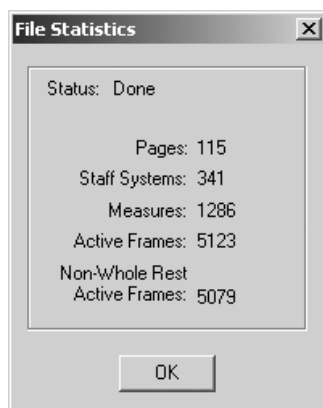 File Statistics
Status: Done
Pages: 115
Staff Systems: 341
Measures: 1286
Active Frames: 5123
Non-Whole Rest
Active Frames: 5079
OK